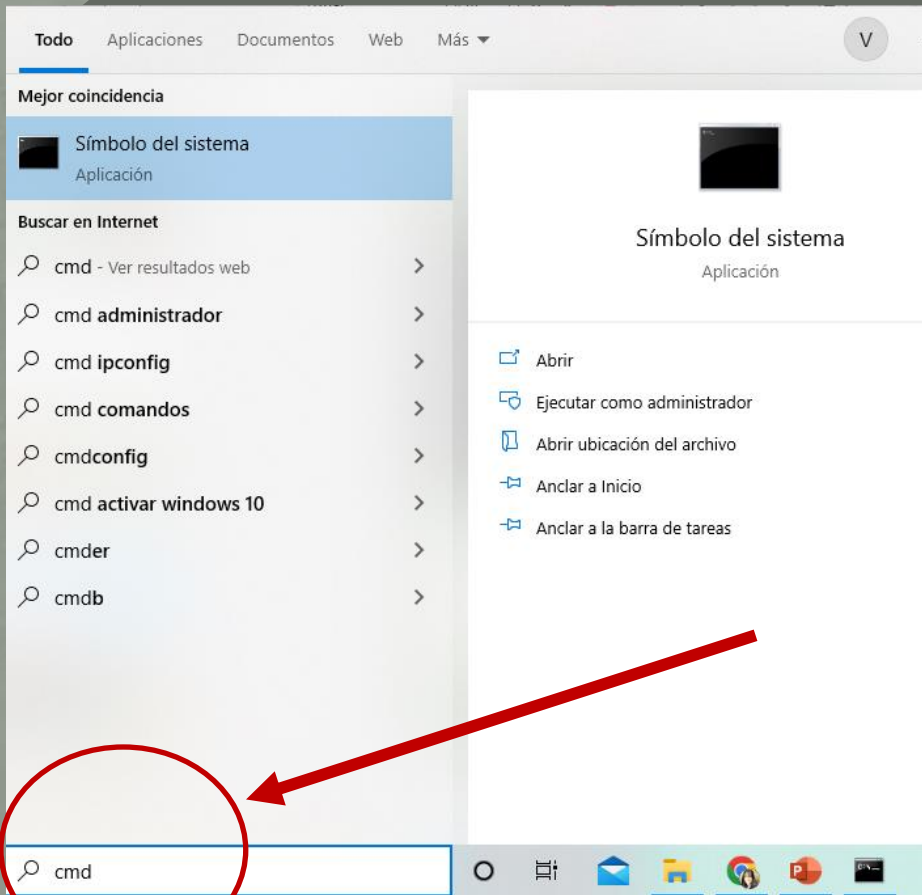 Todo Aplicaciones Documentos Web Más
V
Mejor coincidencia
Símbolo del sistema
Aplicación
Buscar en Internet
cmd - Ver resultados web
cmd administrador
cmd ipconfig
cmd comandos
cmdconfig
cmd activar windows 10
cmder
cmdb
Símbolo del sistema
Aplicación
Abrir
Ejecutar como administrador
Abrir ubicación del archivo
Anclar a Inicio
Anclar a la barra de tareas
cmd